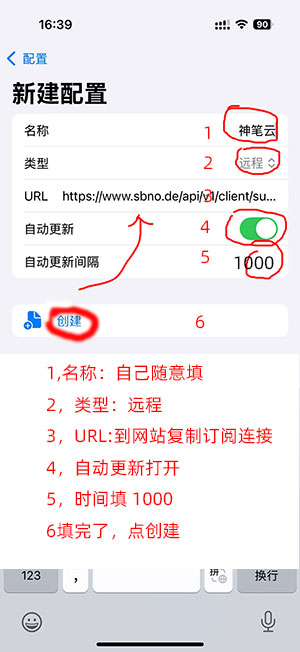 16:39
90
配置
新建配置
名称 1 神笔云
类型 2 远程
URL https://www.sbno.de/api/v1/client/su... 3
自动更新 4
自动更新间隔 5 1000
创建 6
1,名称：自己随意填
2，类型：远程
3，URL:到网站复制订阅连接
4，自动更新打开
5，时间填 1000
6填完了，点创建
123 ， 拼 换行